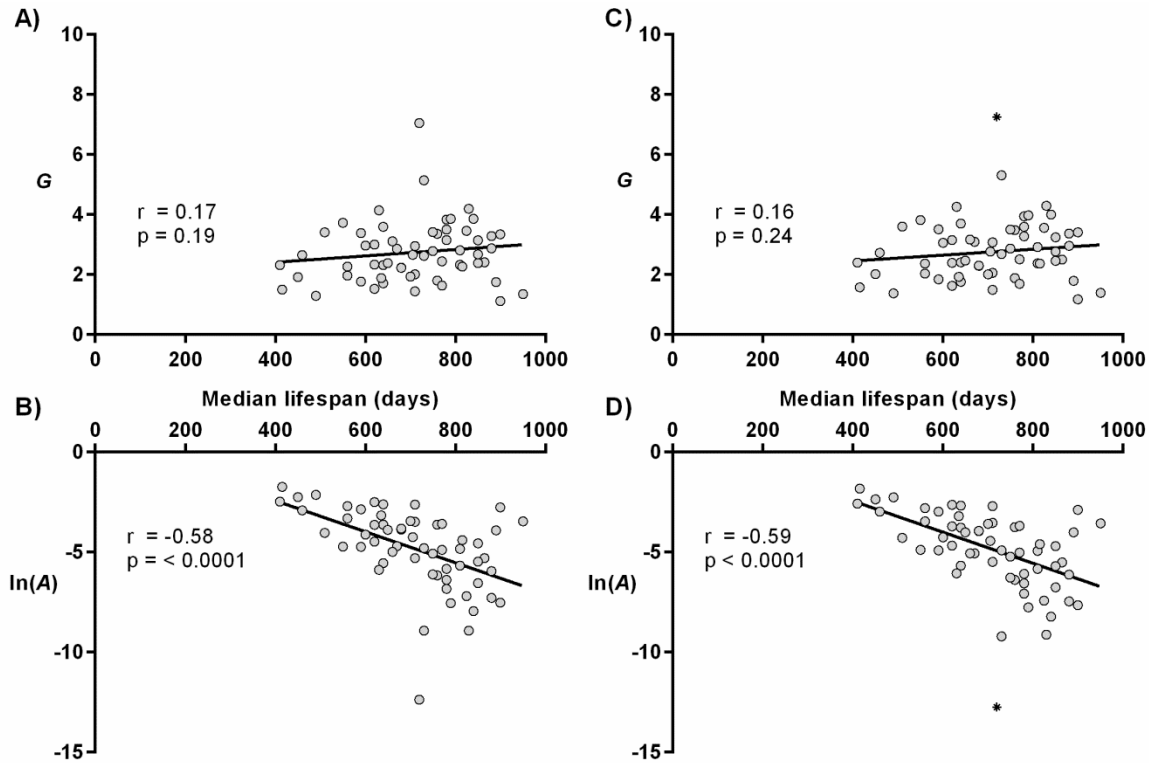 A)
10
8
6
G
4
2
0
r = 0.17
p = 0.19
0 200 400 600 800 1000
Median lifespan (days)
B)
0 200 400 600 800 1000
0
-5
ln(A)
-10
-15
r = -0.58
p = < 0.0001
C)
10
8
6
G
4
2
0
r = 0.16
p = 0.24
0 200 400 600 800 1000
Median lifespan (days)
D)
0 200 400 600 800 1000
0
-5
ln(A)
-10
-15
r = -0.59
p < 0.0001